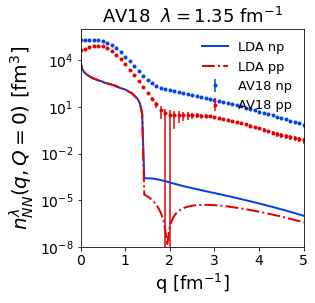 AV18 λ = 1.35 fm⁻¹
n^λ_NN(q, Q = 0) [fm³]
10⁴
10¹
10⁻²
10⁻⁵
10⁻⁸
LDA np
LDA pp
AV18 np
AV18 pp
0 1 2 3 4 5
q [fm⁻¹]